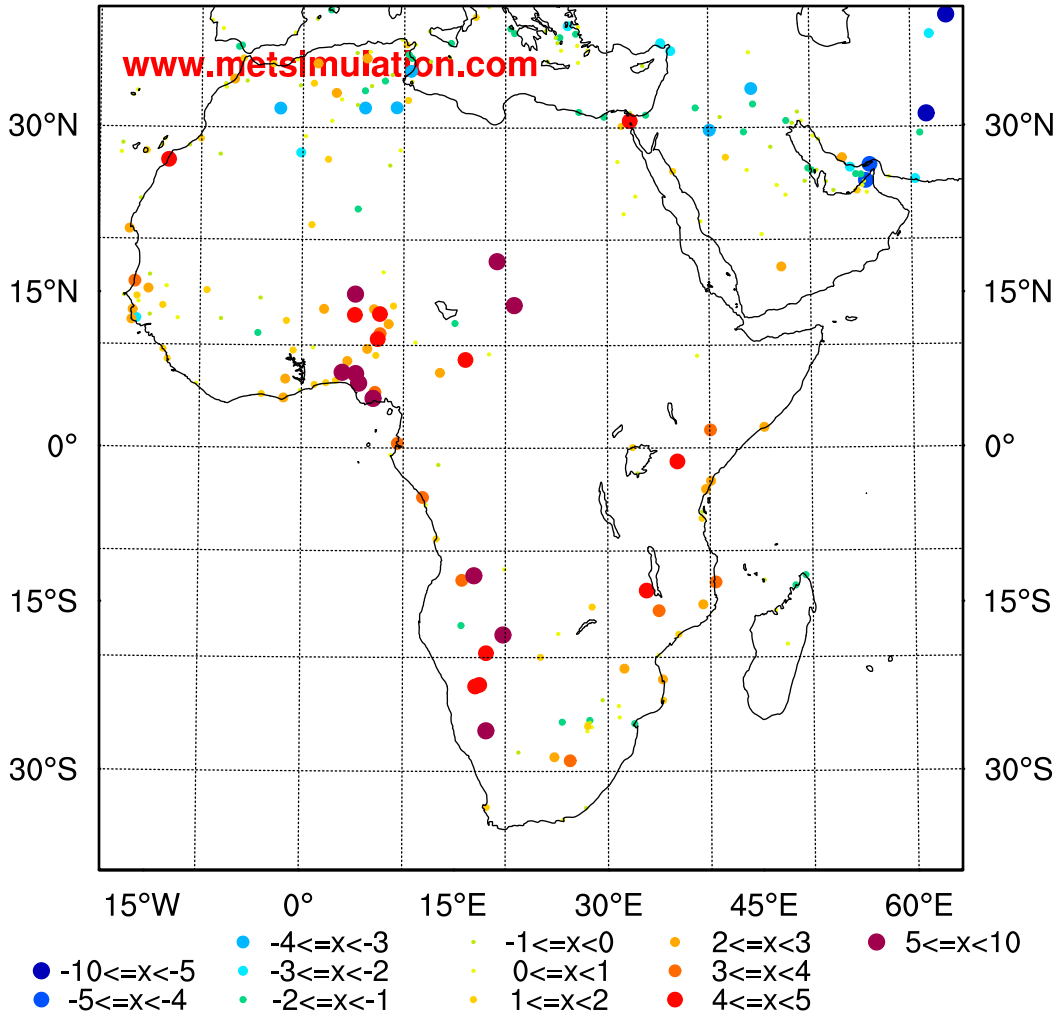 www.metsimulation.com
30°N 30°N
15°N 15°N
0° 0°
15°S 15°S
30°S 30°S
15°W 0° 15°E 30°E 45°E 60°E
-4<=x<-3 -1<=x<0 2<=x<3 5<=x<10
-10<=x<-5 -3<=x<-2 0<=x<1 3<=x<4
-5<=x<-4 -2<=x<-1 1<=x<2 4<=x<5